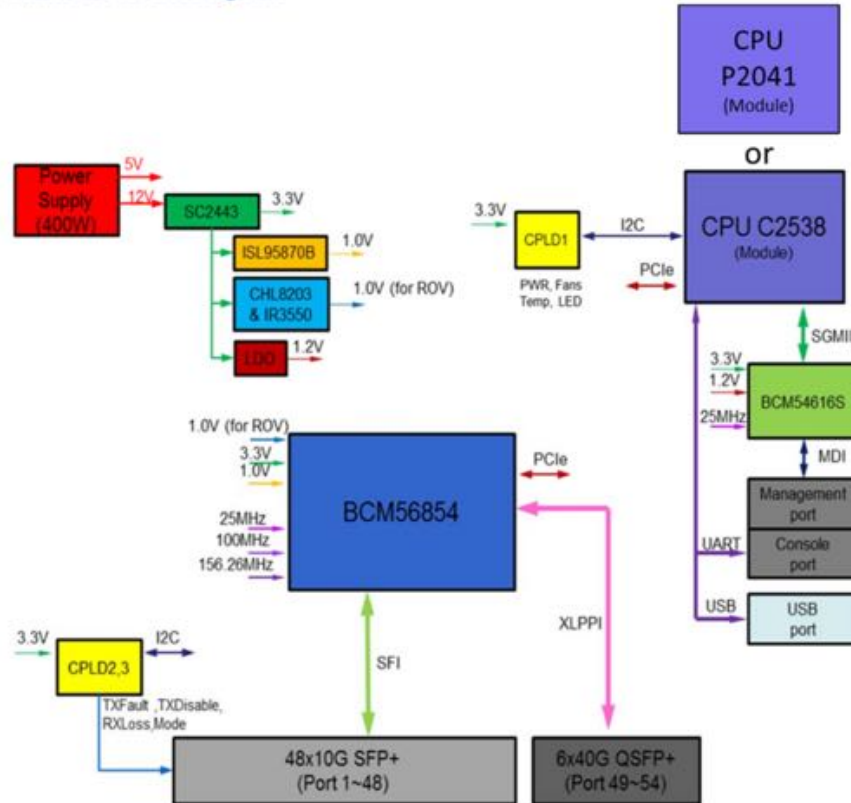 CPU
P2041
(Module)
or
Power
Supply
(400W)
5V
12V
SC2443
3.3V
ISL95870B
1.0V
CHL8203
& IR3550
1.0V (for ROV)
LDO
1.2V
3.3V
CPLD1
I2C
PWR, Fans
Temp, LED
CPU C2538
(Module)
PCIe
SGMII
3.3V
1.2V
25MHz
BCM54616S
MDI
Management
port
UART
Console
port
USB
USB
port
1.0V (for ROV)
3.3V
1.0V
25MHz
100MHz
156.26MHz
BCM56854
PCIe
SFI
XLPPI
3.3V
CPLD2,3
I2C
TXFault ,TXDisable,
RXLoss,Mode
48x10G SFP+
(Port 1~48)
6x40G QSFP+
(Port 49~54)